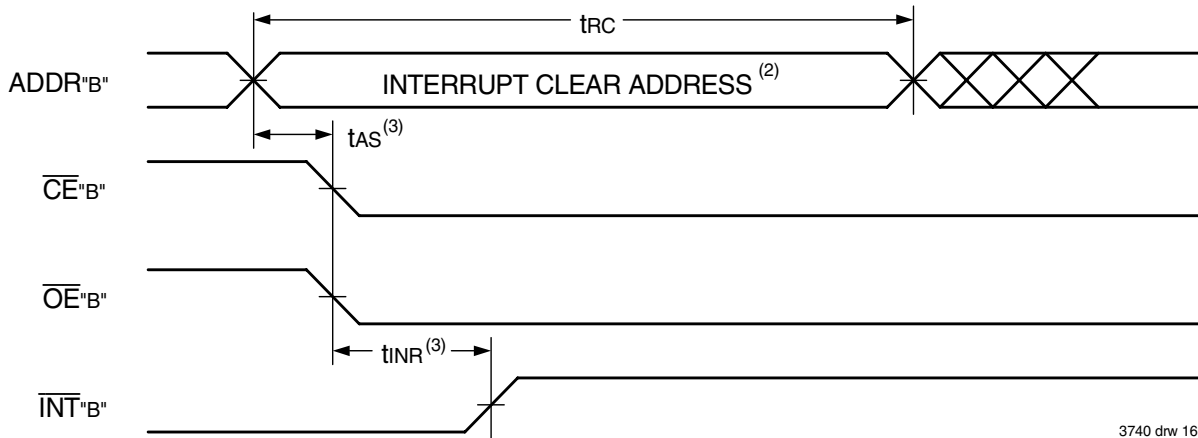 tRC
ADDR"B"
INTERRUPT CLEAR ADDRESS (2)
tAS(3)
CE"B"
OE"B"
tINR(3)
INT"B"
3740 drw 16